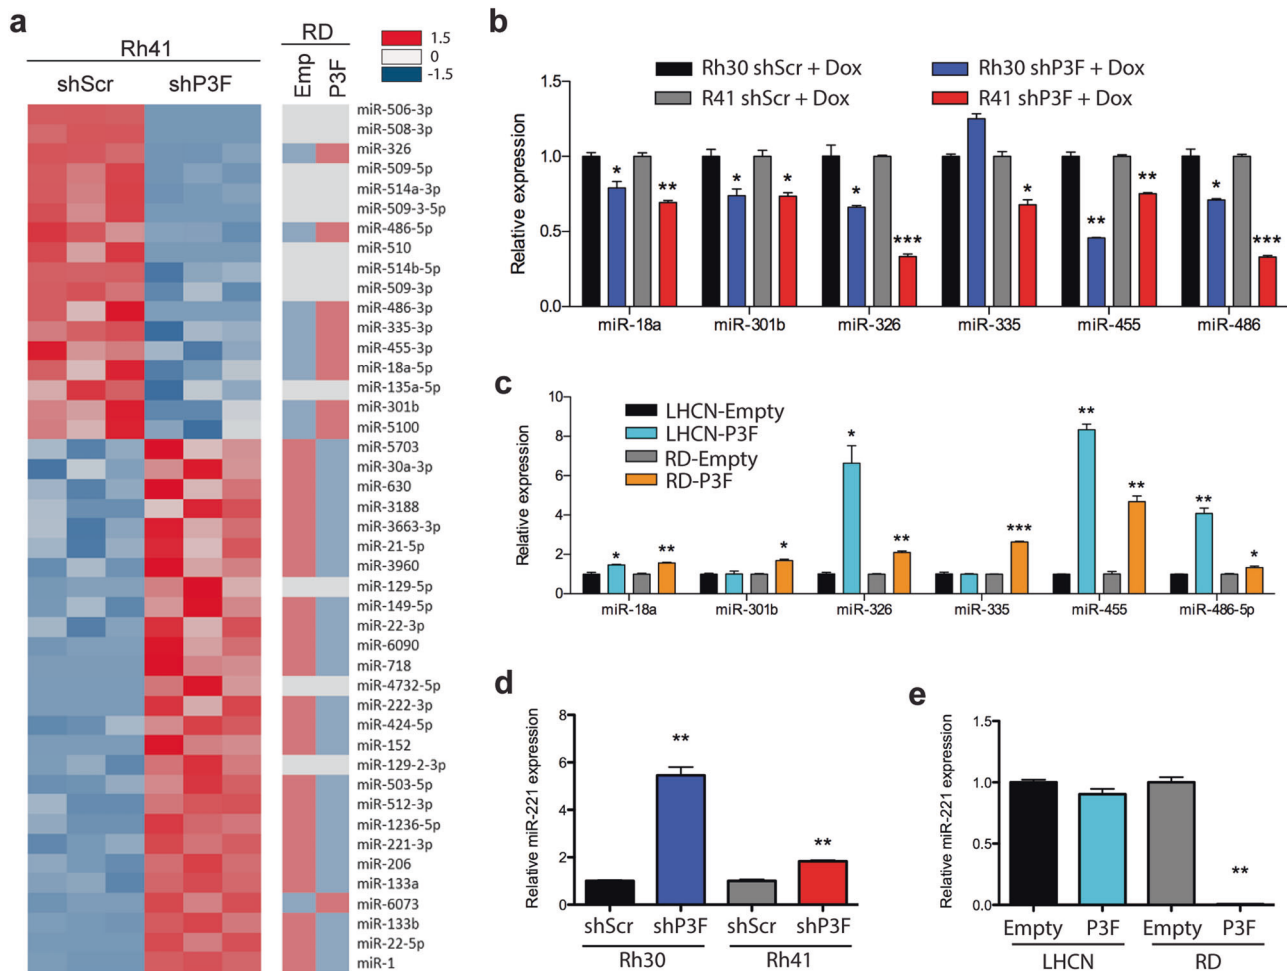 a
Rh41
shScr
shP3F
RD
Emp
P3F
1.5
0
-1.5
miR-506-3p
miR-508-3p
miR-326
miR-509-5p
miR-514a-3p
miR-509-3-5p
miR-486-5p
miR-510
miR-514b-5p
miR-509-3p
miR-486-3p
miR-335-3p
miR-455-3p
miR-18a-5p
miR-135a-5p
miR-301b
miR-5100
miR-5703
miR-30a-3p
miR-630
miR-3188
miR-3663-3p
miR-21-5p
miR-3960
miR-129-5p
miR-149-5p
miR-22-3p
miR-6090
miR-718
miR-4732-5p
miR-222-3p
miR-424-5p
miR-152
miR-129-2-3p
miR-503-5p
miR-512-3p
miR-1236-5p
miR-221-3p
miR-206
miR-133a
miR-6073
miR-133b
miR-22-5p
miR-1
b
Rh30 shScr + Dox
Rh30 shP3F + Dox
R41 shScr + Dox
R41 shP3F + Dox
Relative expression
1.5
1.0
0.5
0.0
* ** * * * *** * ** ** * ***
miR-18a miR-301b miR-326 miR-335 miR-455 miR-486
c
LHCN-Empty
LHCN-P3F
RD-Empty
RD-P3F
Relative expression
10
8
6
4
2
0
* ** * * ** *** ** ** ** *
miR-18a miR-301b miR-326 miR-335 miR-455 miR-486-5p
d
Relative miR-221 expression
8
6
4
2
0
** **
shScr shP3F shScr shP3F
Rh30 Rh41
e
Relative miR-221 expression
1.5
1.0
0.5
0.0
**
Empty P3F Empty P3F
LHCN RD